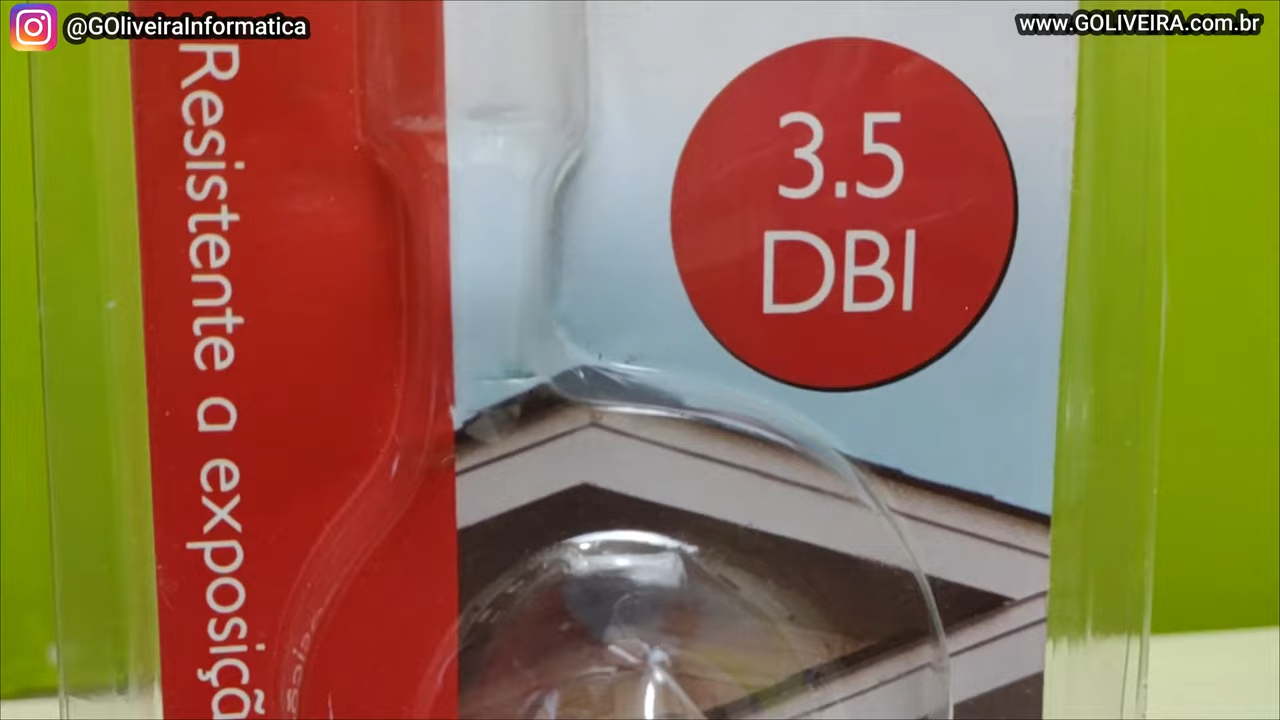 @GOliveiraInformatica
www.GOLIVEIRA.com.br
Resistente a exposiçã
3.5
DBI